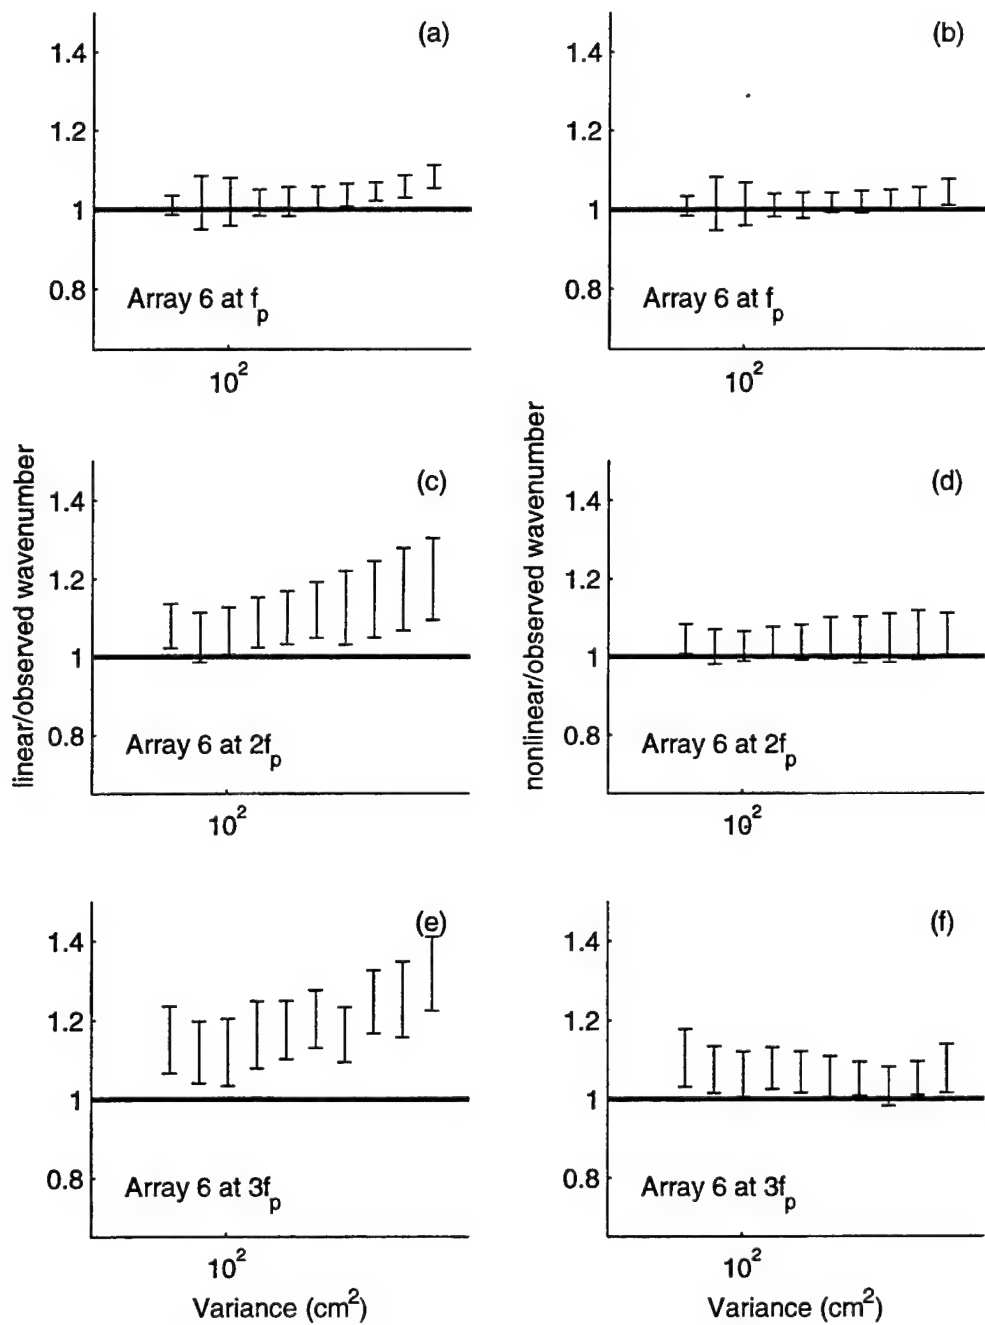 (a)
1.4
1.2
1
0.8
Array 6 at f_p
10^2
(b)
1.4
1.2
1
0.8
Array 6 at f_p
10^2
linear/observed wavenumber
(c)
1.4
1.2
1
0.8
Array 6 at 2f_p
10^2
nonlinear/observed wavenumber
(d)
1.4
1.2
1
0.8
Array 6 at 2f_p
10^2
(e)
1.4
1.2
1
0.8
Array 6 at 3f_p
10^2
Variance (cm^2)
(f)
1.4
1.2
1
0.8
Array 6 at 3f_p
10^2
Variance (cm^2)